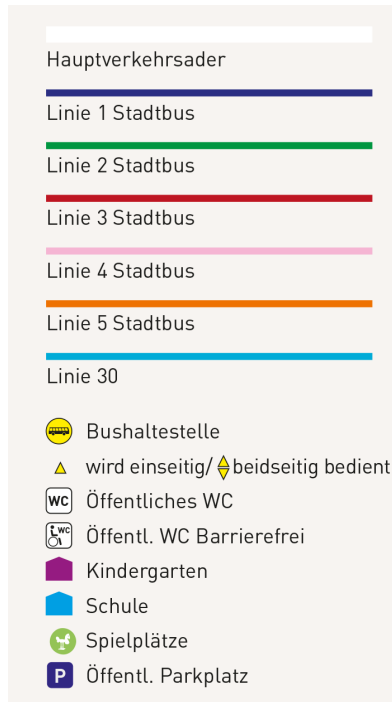 Hauptverkehrsader
Linie 1 Stadtbus
Linie 2 Stadtbus
Linie 3 Stadtbus
Linie 4 Stadtbus
Linie 5 Stadtbus
Linie 30
Bushaltestelle
wird einseitig/ beidseitig bedient
WC Öffentliches WC
WC Öffentl. WC Barrierefrei
Kindergarten
Schule
Spielplätze
P Öffentl. Parkplatz